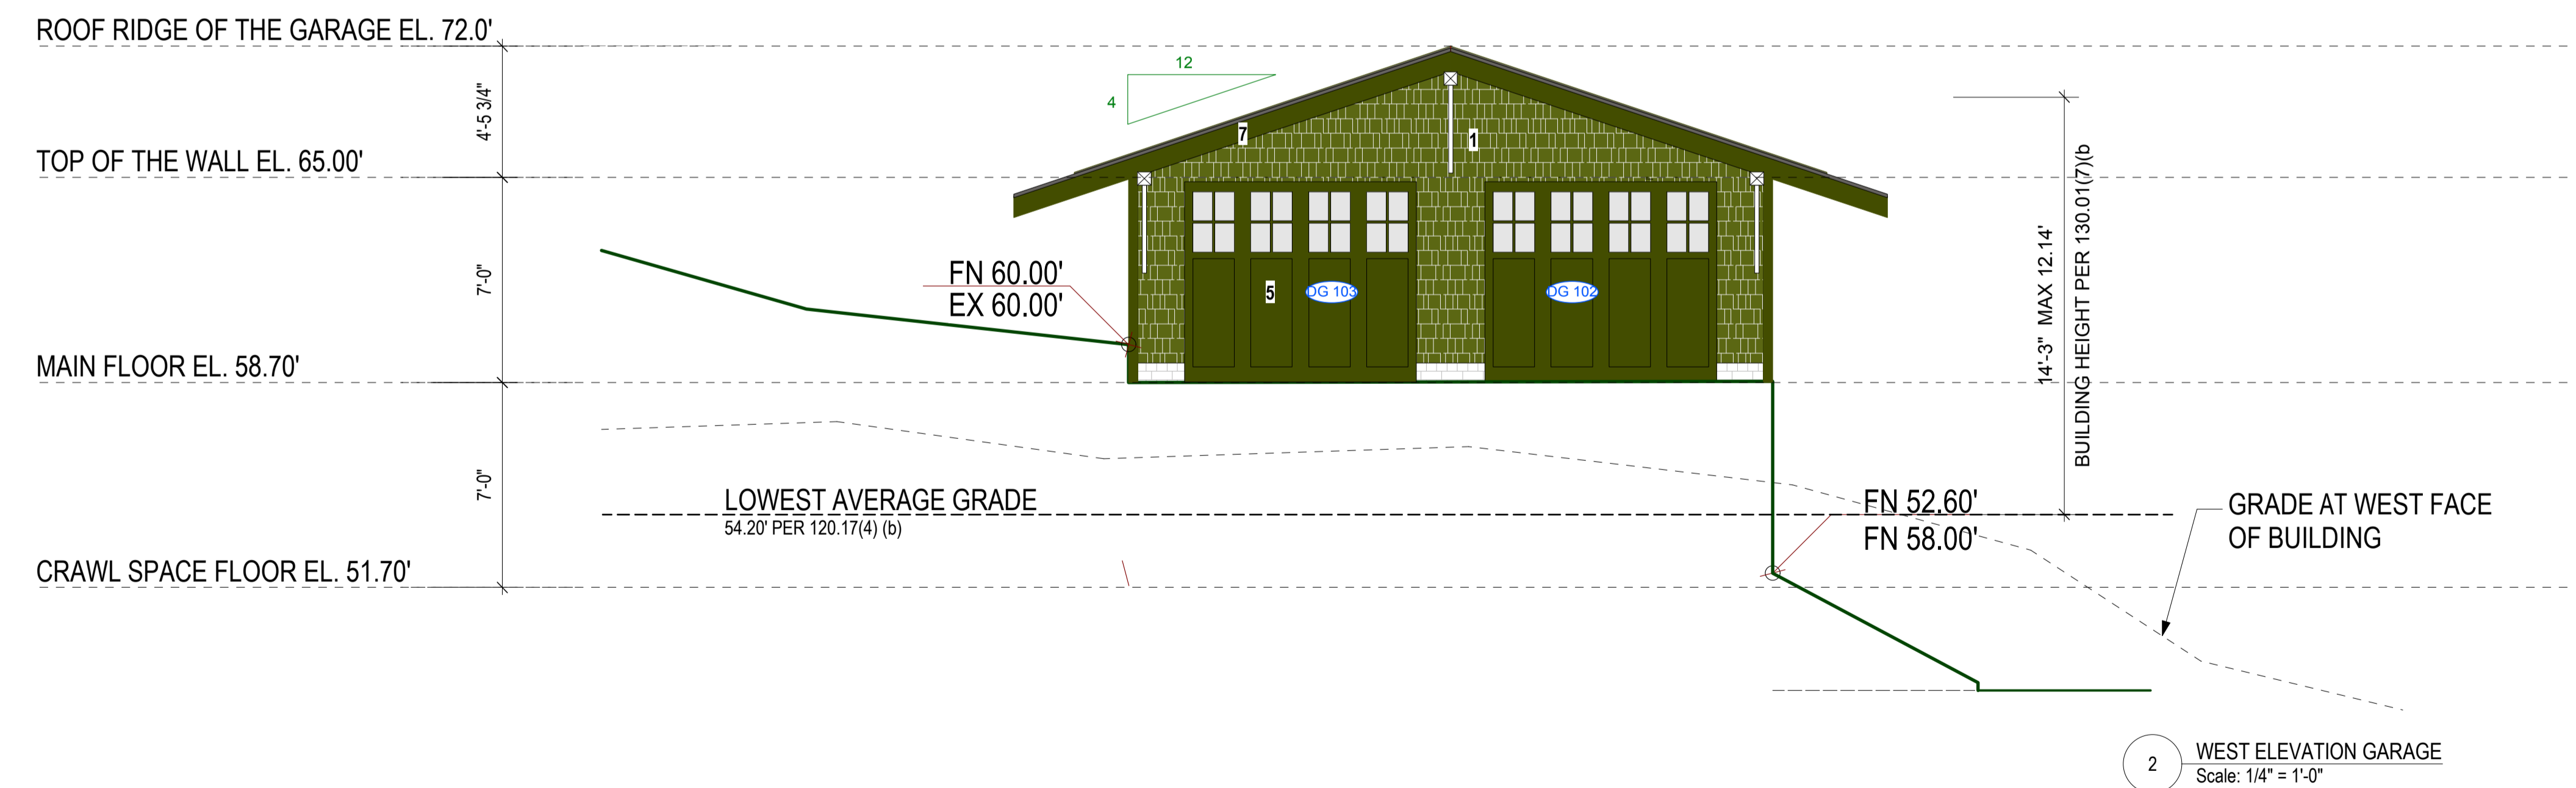 ROOF RIDGE OF THE GARAGE EL. 72.0'
12
4
4'-5 3/4"
7
1
TOP OF THE WALL EL. 65.00'
14'-3" MAX 12.14'
BUILDING HEIGHT PER 130.01(7)(b
7'-0"
FN 60.00'
EX 60.00'
5
DG 103
DG 102
MAIN FLOOR EL. 58.70'
7'-0"
LOWEST AVERAGE GRADE
54.20' PER 120.17(4) (b)
FN 52.60'
FN 58.00'
GRADE AT WEST FACE
OF BUILDING
CRAWL SPACE FLOOR EL. 51.70'
2
WEST ELEVATION GARAGE
Scale: 1/4" = 1'-0"